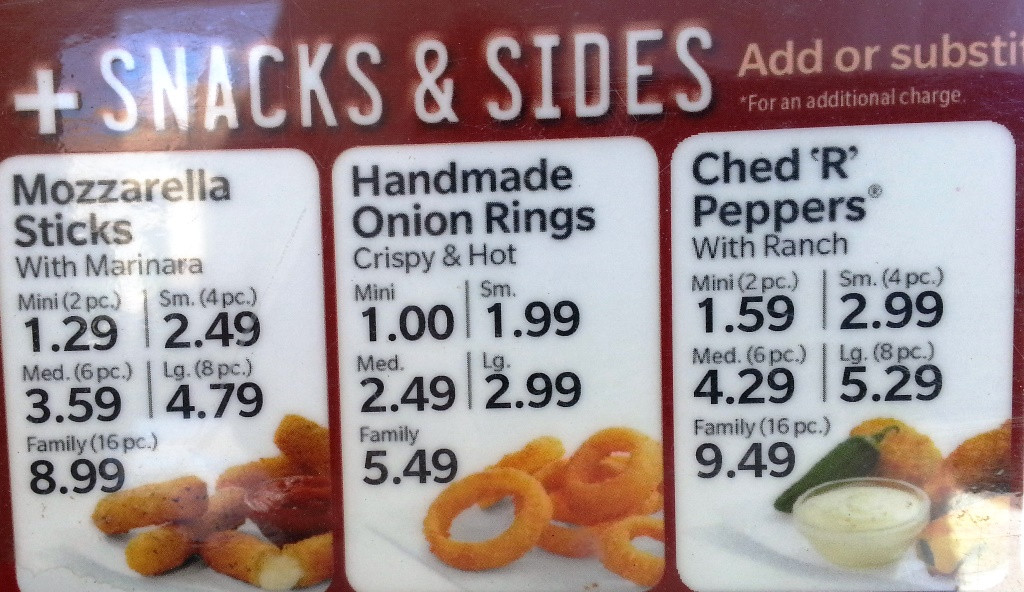 + SNACKS & SIDES
Add or substi
*For an additional charge.
Mozzarella
Sticks
With Marinara
Mini (2 pc.) Sm. (4 pc.)
1.29 2.49
Med. (6 pc.) Lg. (8 pc.)
3.59 4.79
Family (16 pc.)
8.99
Handmade
Onion Rings
Crispy & Hot
Mini Sm.
1.00 1.99
Med. Lg.
2.49 2.99
Family
5.49
Ched 'R'
Peppers®
With Ranch
Mini (2 pc.) Sm. (4 pc.)
1.59 2.99
Med. (6 pc.) Lg. (8 pc.)
4.29 5.29
Family (16 pc.)
9.49